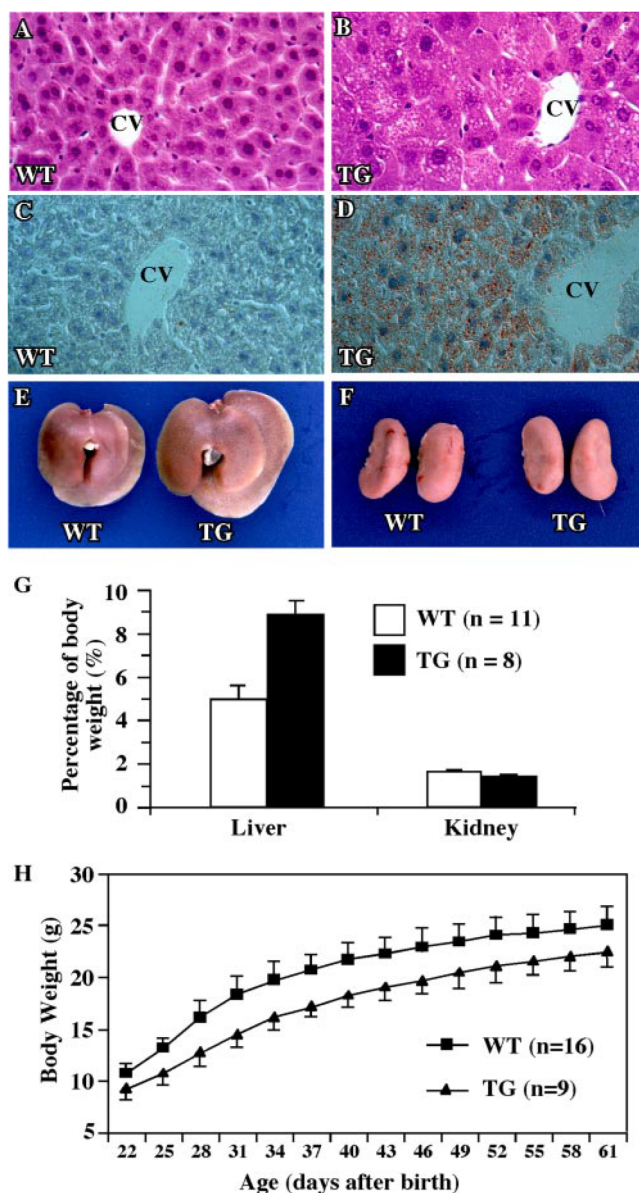 A
CV
WT
B
CV
TG
C
CV
WT
D
CV
TG
E
WT TG
F
WT TG
G
Percentage of body
weight (%)
10
8
6
4
2
0
WT (n = 11)
TG (n = 8)
Liver Kidney
H
Body Weight (g)
30
25
20
15
10
5
WT (n=16)
TG (n=9)
22 25 28 31 34 37 40 43 46 49 52 55 58 61
Age (days after birth)